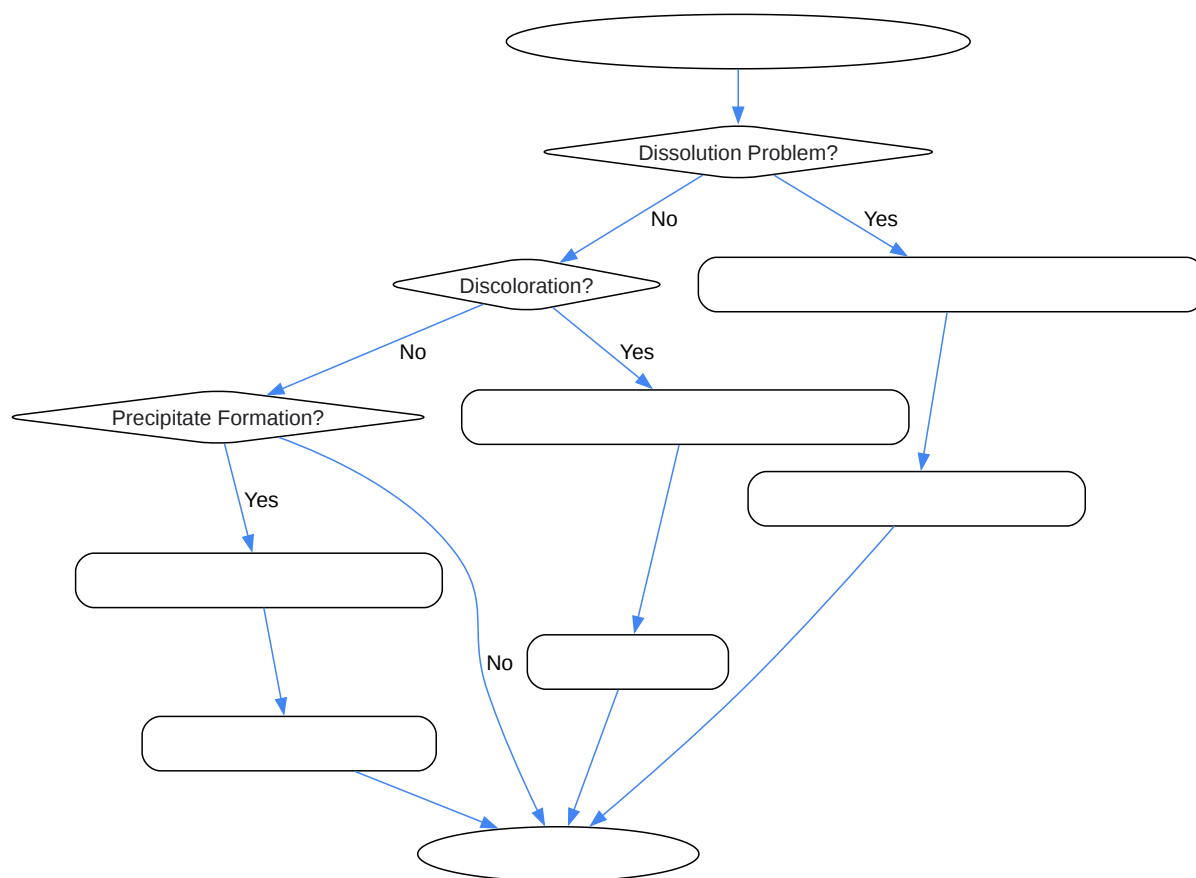 Dissolution Problem?
No
Yes
Discoloration?
No
Yes
Precipitate Formation?
Yes
No